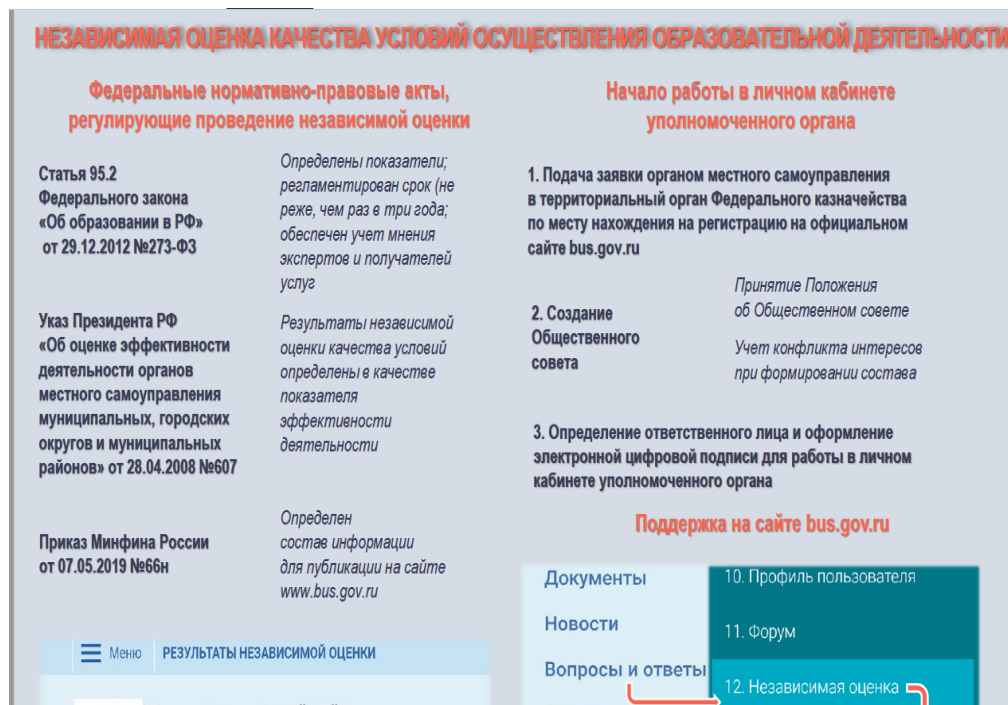 НЕЗАВИСИМАЯ ОЦЕНКА КАЧЕСТВА УСЛОВИЙ ОСУЩЕСТВЛЕНИЯ ОБРАЗОВАТЕЛЬНОЙ ДЕЯТЕЛЬНОСТИ
Федеральные нормативно-правовые акты,
регулирующие проведение независимой оценки
Статья 95.2
Федерального закона
«Об образовании в РФ»
от 29.12.2012 №273-ФЗ
Определены показатели;
регламентирован срок (не
реже, чем раз в три года;
обеспечен учет мнения
экспертов и получателей
услуг
Указ Президента РФ
«Об оценке эффективности
деятельности органов
местного самоуправления
муниципальных, городских
округов и муниципальных
районов» от 28.04.2008 №607
Результаты независимой
оценки качества условий
определены в качестве
показателя
эффективности
деятельности
Приказ Минфина России
от 07.05.2019 №66н
Определен
состав информации
для публикации на сайте
www.bus.gov.ru
Меню
РЕЗУЛЬТАТЫ НЕЗАВИСИМОЙ ОЦЕНКИ
Начало работы в личном кабинете
уполномоченного органа
1. Подача заявки органом местного самоуправления
в территориальный орган Федерального казначейства
по месту нахождения на регистрацию на официальном
сайте bus.gov.ru
2. Создание
Общественного
совета
Принятие Положения
об Общественном совете
Учет конфликта интересов
при формировании состава
3. Определение ответственного лица и оформление
электронной цифровой подписи для работы в личном
кабинете уполномоченного органа
Поддержка на сайте bus.gov.ru
Документы
Новости
Вопросы и ответы
10. Профиль пользователя
11. Форум
12. Независимая оценка